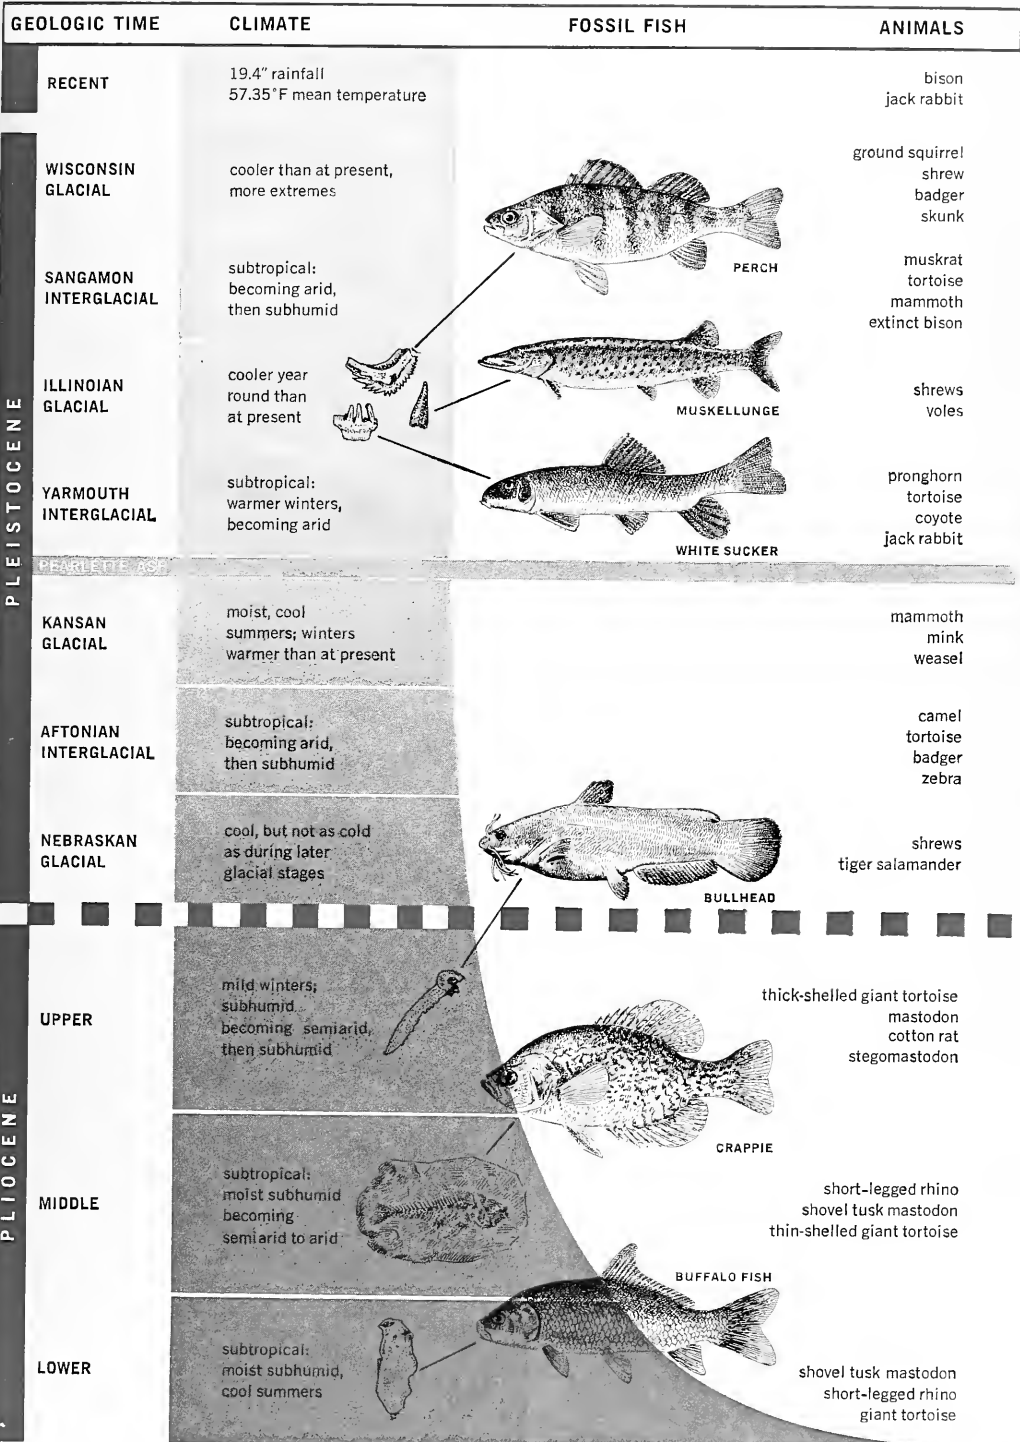 GEOLOGIC TIME CLIMATE FOSSIL FISH ANIMALS
RECENT
19.4" rainfall
57.35°F mean temperature
bison
jack rabbit
WISCONSIN
GLACIAL
cooler than at present,
more extremes
ground squirrel
shrew
badger
skunk
PERCH
SANGAMON
INTERGLACIAL
subtropical:
becoming arid,
then subhumid
muskrat
tortoise
mammoth
extinct bison
ILLINOIAN
GLACIAL
cooler year
round than
at present
MUSKELLUNGE
shrews
voles
YARMOUTH
INTERGLACIAL
subtropical:
warmer winters,
becoming arid
WHITE SUCKER
pronghorn
tortoise
coyote
jack rabbit
PLEISTOCENE
PEARLETTE ASH
KANSAN
GLACIAL
moist, cool
summers; winters
warmer than at present
mammoth
mink
weasel
AFTONIAN
INTERGLACIAL
subtropical:
becoming arid,
then subhumid
camel
tortoise
badger
zebra
NEBRASKAN
GLACIAL
cool, but not as cold
as during later
glacial stages
BULLHEAD
shrews
tiger salamander
PLIOCENE
UPPER
mild winters;
subhumid
becoming semiarid,
then subhumid
CRAPPIE
thick-shelled giant tortoise
mastodon
cotton rat
stegomastodon
MIDDLE
subtropical:
moist subhumid
becoming
semiarid to arid
short-legged rhino
shovel tusk mastodon
thin-shelled giant tortoise
BUFFALO FISH
LOWER
subtropical:
moist subhumid,
cool summers
shovel tusk mastodon
short-legged rhino
giant tortoise